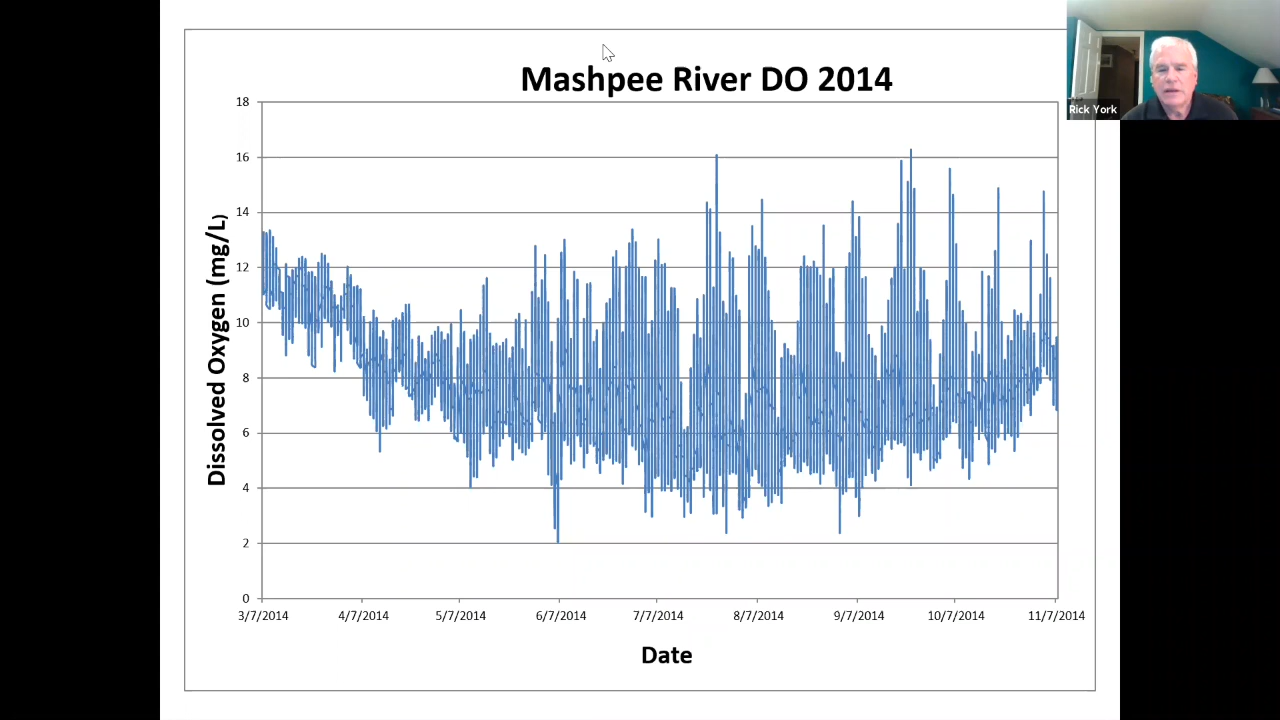 Mashpee River DO 2014
Rick York
Dissolved Oxygen (mg/L)
18
16
14
12
10
8
6
4
2
0
3/7/2014 4/7/2014 5/7/2014 6/7/2014 7/7/2014 8/7/2014 9/7/2014 10/7/2014 11/7/2014
Date